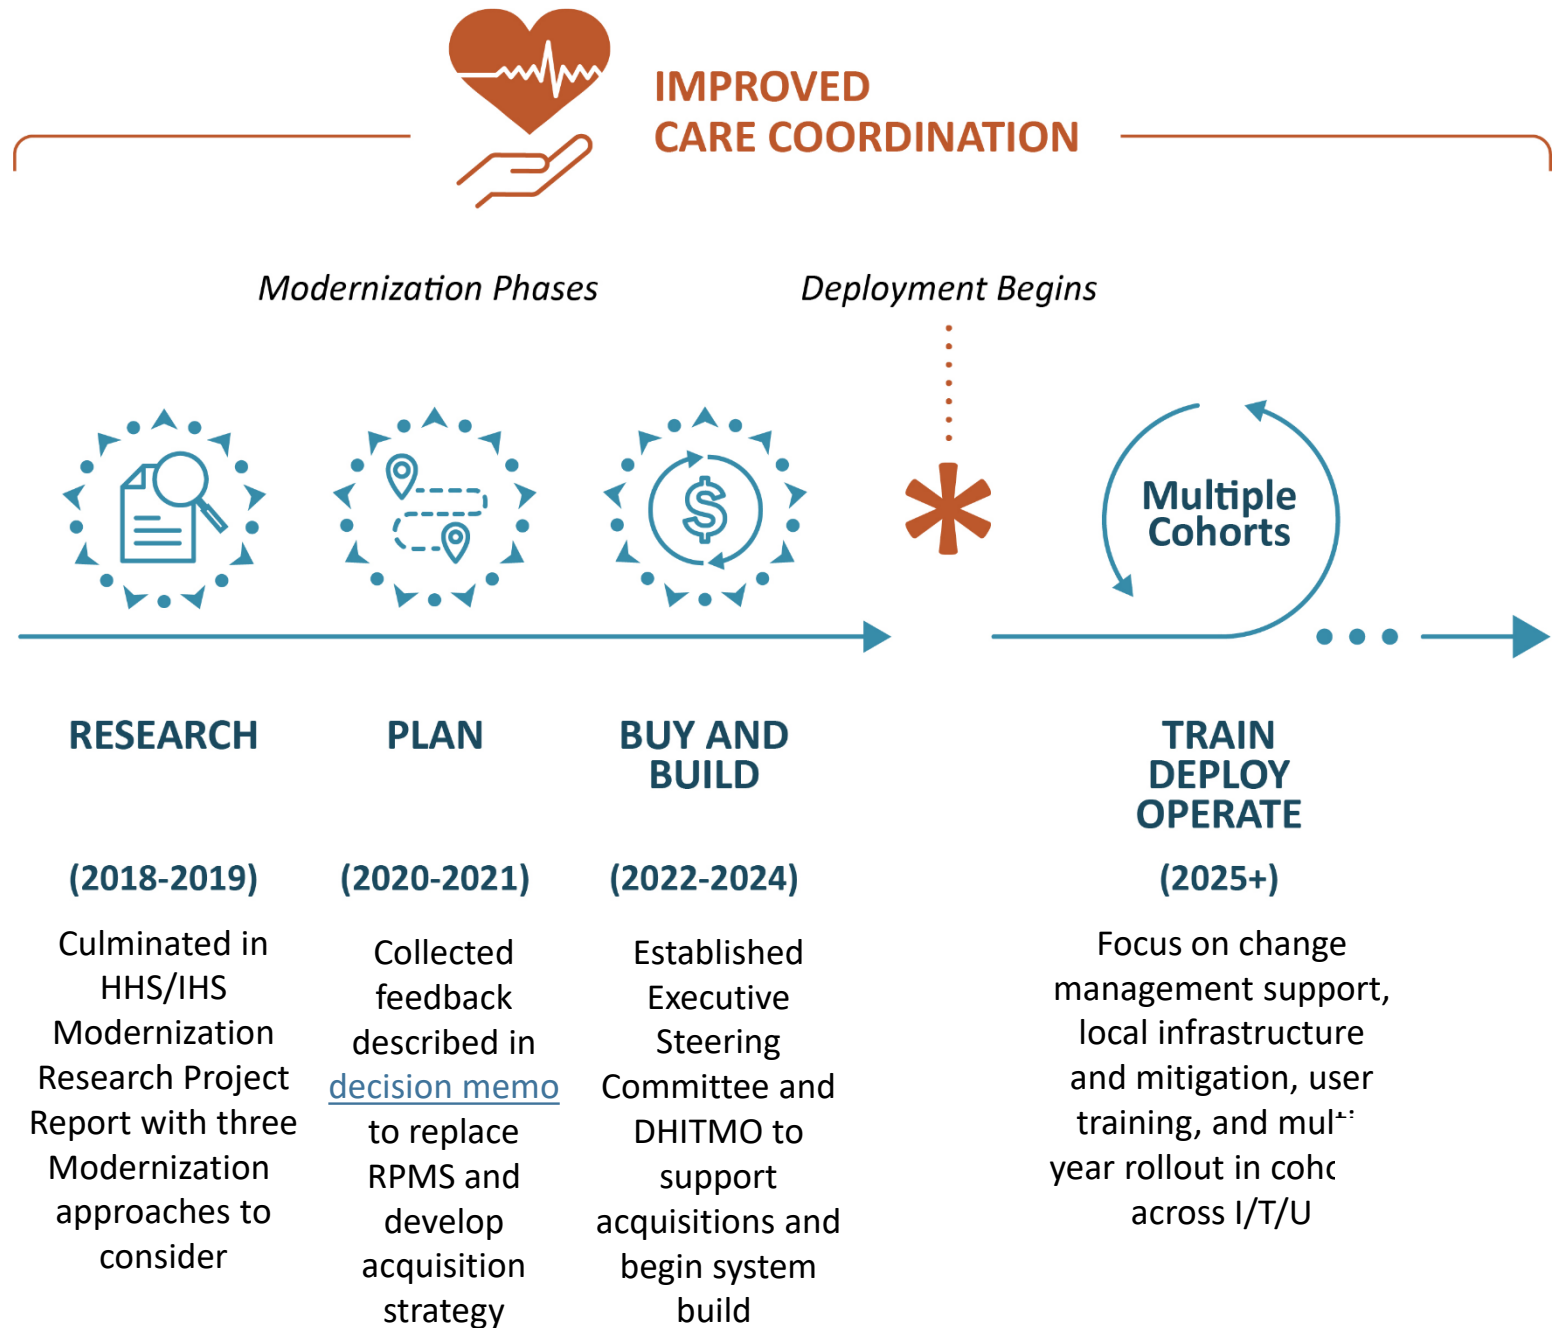 IMPROVED
CARE COORDINATION
Modernization Phases
Deployment Begins
Multiple
Cohorts
RESEARCH
(2018-2019)
Culminated in
HHS/IHS
Modernization
Research Project
Report with three
Modernization
approaches to
consider
PLAN
(2020-2021)
Collected
feedback
described in
decision memo
to replace
RPMS and
develop
acquisition
strategy
BUY AND
BUILD
(2022-2024)
Established
Executive
Steering
Committee and
DHITMO to
support
acquisitions and
begin system
build
TRAIN
DEPLOY
OPERATE
(2025+)
Focus on change
management support,
local infrastructure
and mitigation, user
training, and
year rollout in
across I/T/U